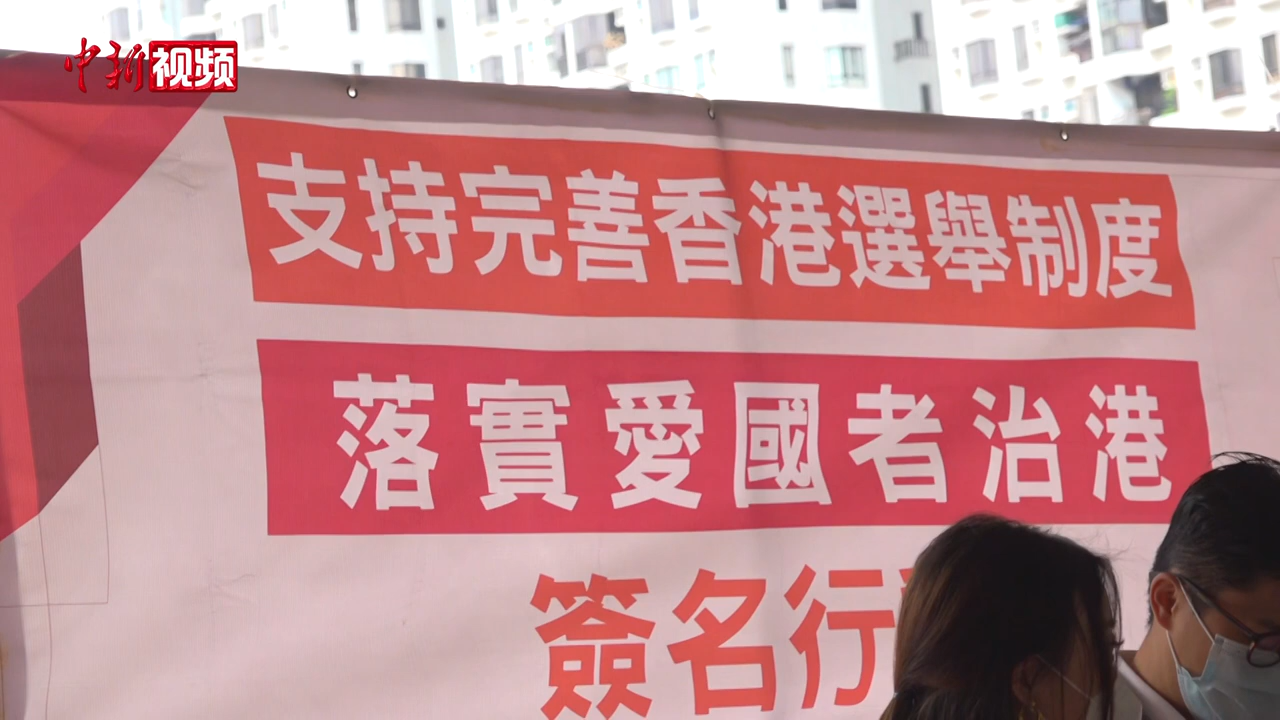 中新视频
支持完善香港選舉制度
落實愛國者治港
簽名行